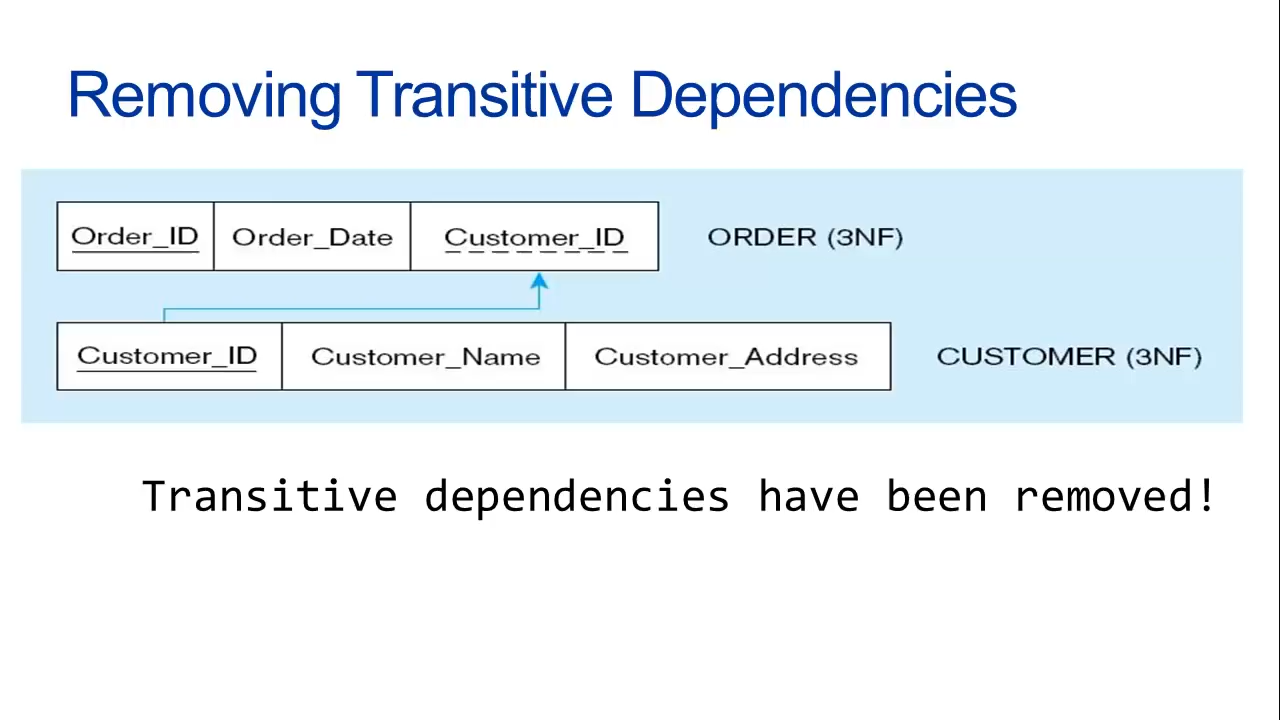 Removing Transitive Dependencies
Order_ID Order_Date Customer_ID ORDER (3NF)
Customer_ID Customer_Name Customer_Address CUSTOMER (3NF)
Transitive dependencies have been removed!